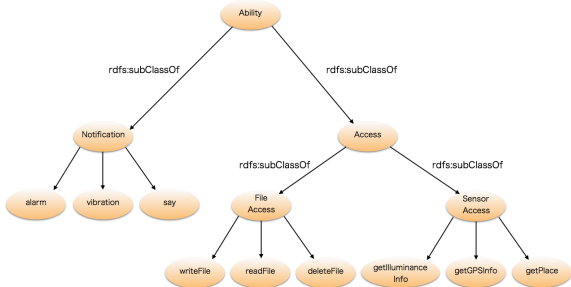 Ability
rdfs:subClassOf
rdfs:subClassOf
Notification
Access
rdfs:subClassOf
rdfs:subClassOf
alarm
vibration
say
File
Access
Sensor
Access
writeFile
readFile
deleteFile
getIlluminance
Info
getGPSInfo
getPlace